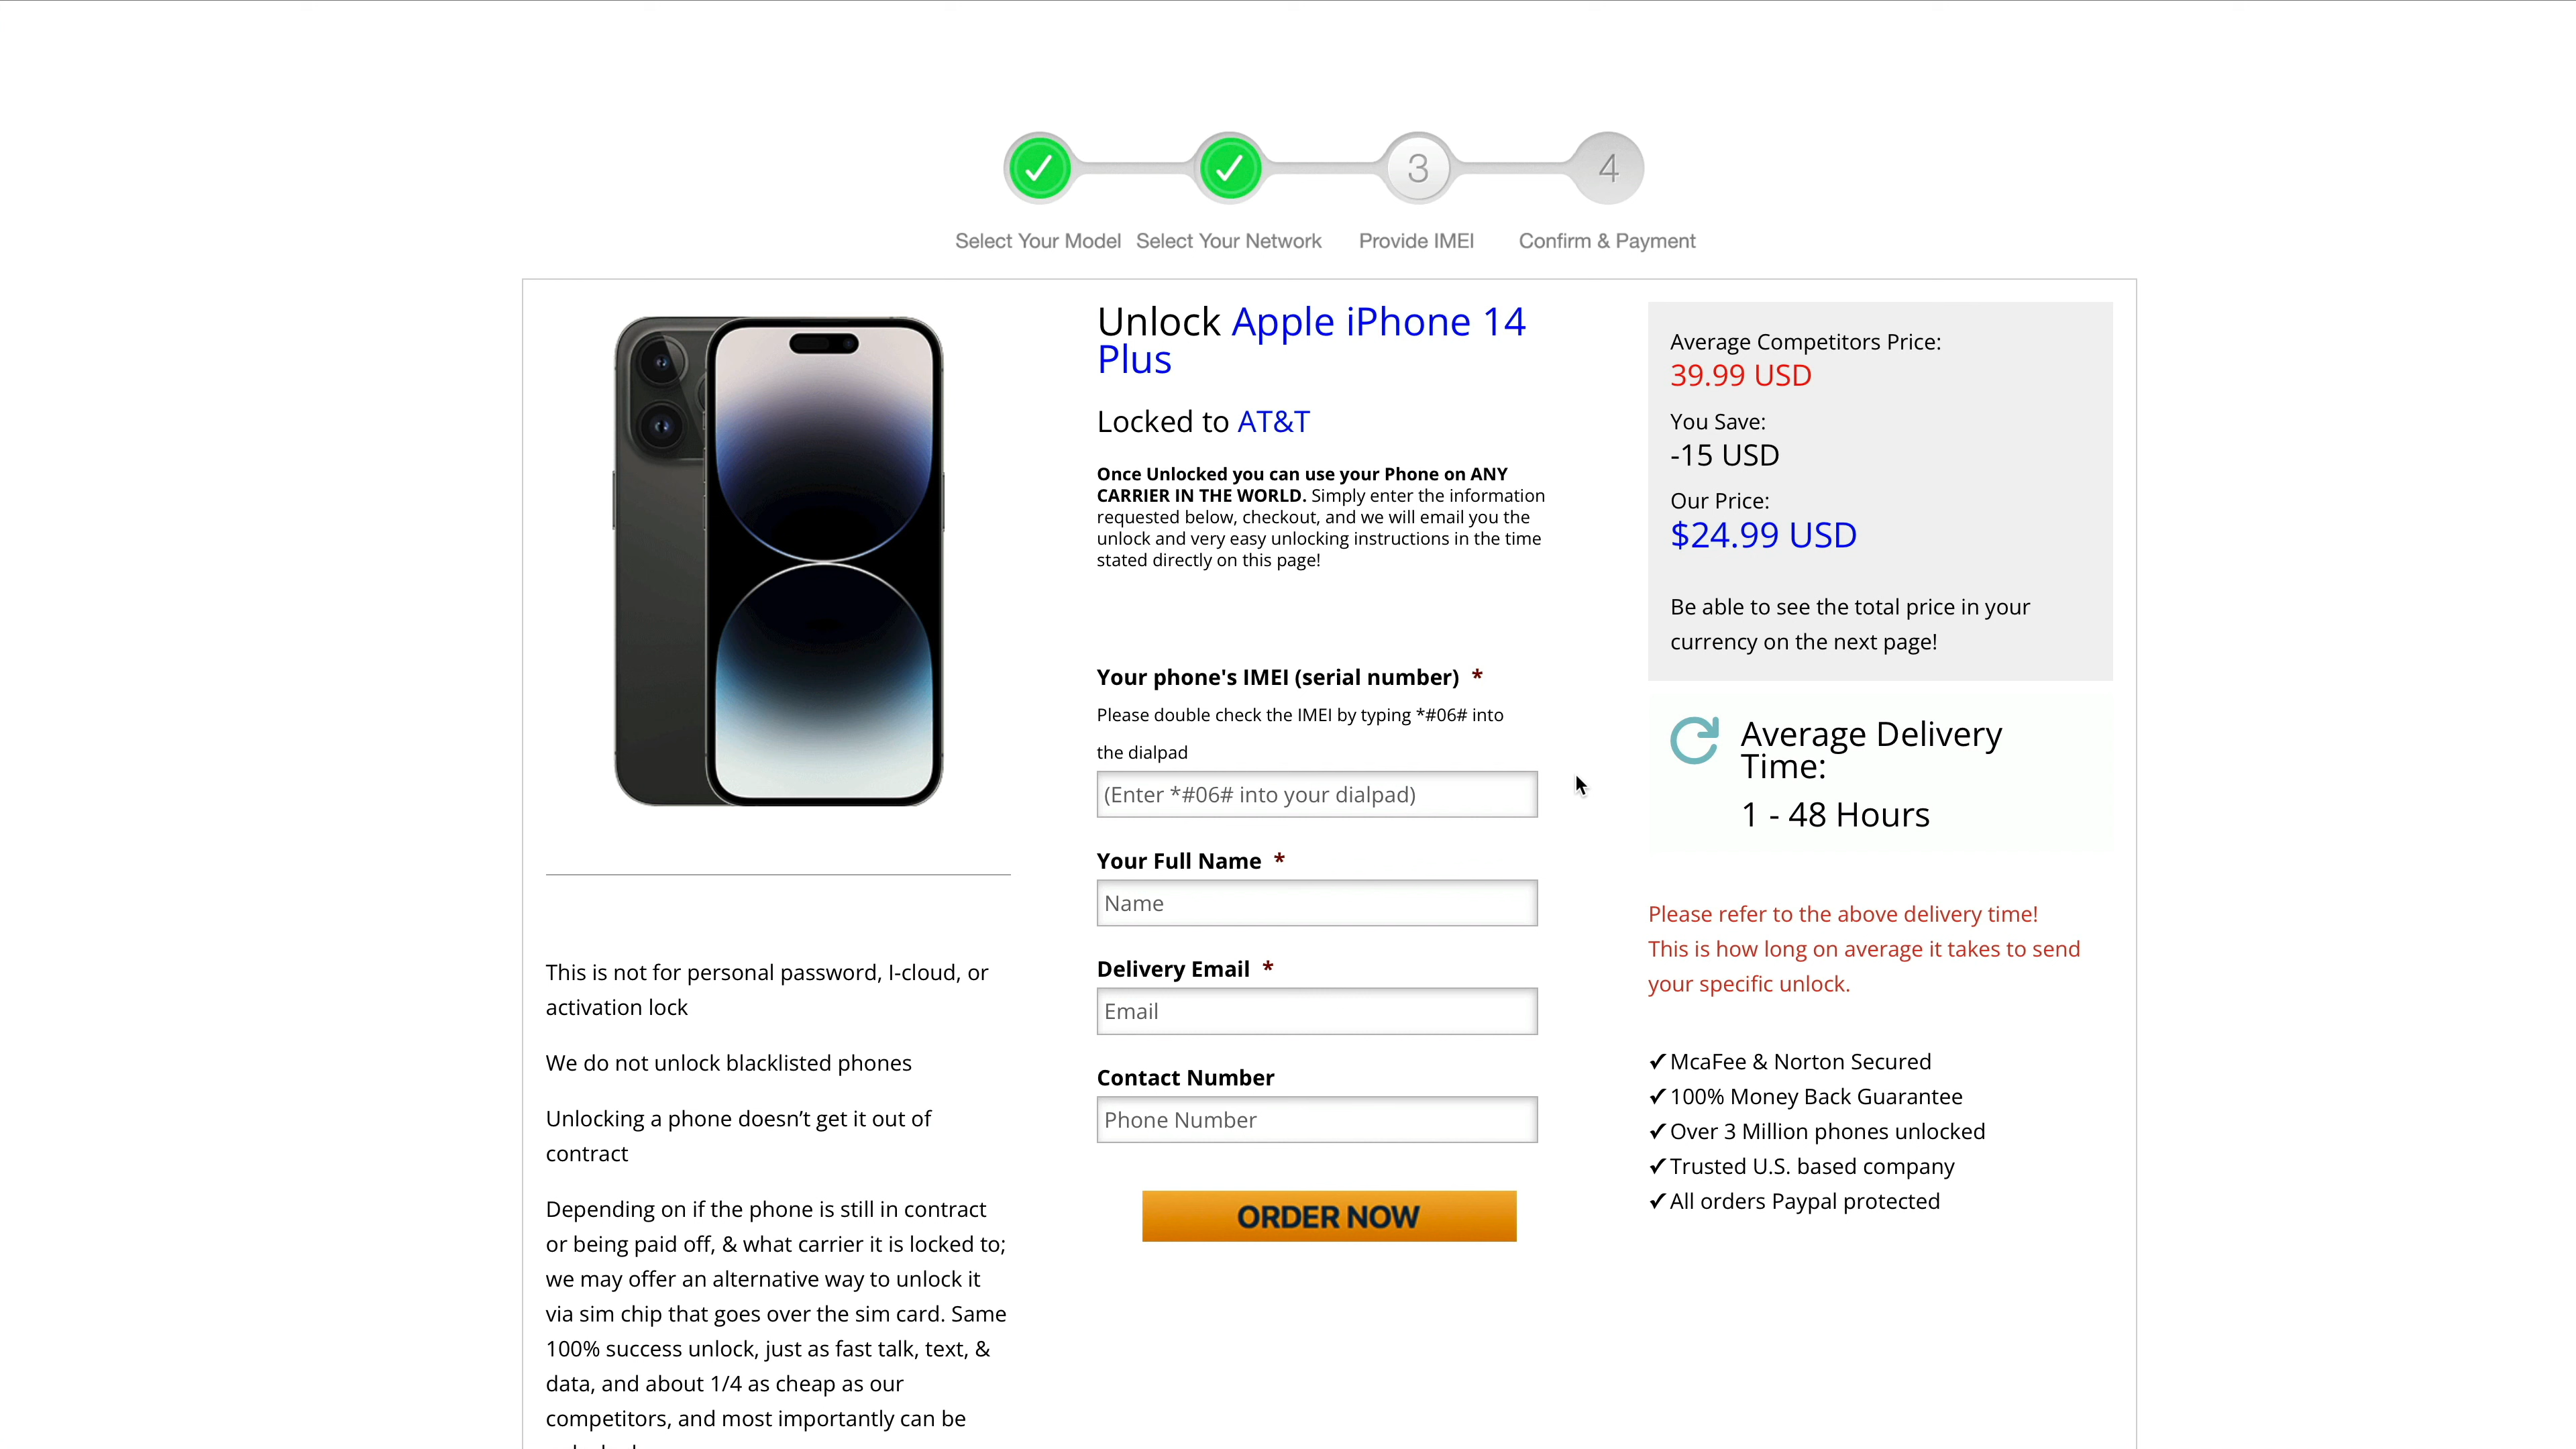 3
4
Select Your Model
Select Your Network
Provide IMEI
Confirm & Payment
This is not for personal password, I-cloud, or
activation lock
We do not unlock blacklisted phones
Unlocking a phone doesn’t get it out of
contract
Depending on if the phone is still in contract
or being paid off, & what carrier it is locked to;
we may offer an alternative way to unlock it
via sim chip that goes over the sim card. Same
100% success unlock, just as fast talk, text, &
data, and about 1/4 as cheap as our
competitors, and most importantly can be
Unlock Apple iPhone 14
Plus
Locked to AT&T
Once Unlocked you can use your Phone on ANY
CARRIER IN THE WORLD. Simply enter the information
requested below, checkout, and we will email you the
unlock and very easy unlocking instructions in the time
stated directly on this page!
Your phone's IMEI (serial number) *
Please double check the IMEI by typing *#06# into
the dialpad
(Enter *#06# into your dialpad)
Your Full Name *
Name
Delivery Email *
Email
Contact Number
Phone Number
ORDER NOW
Average Competitors Price:
39.99 USD
You Save:
-15 USD
Our Price:
$24.99 USD
Be able to see the total price in your
currency on the next page!
Average Delivery
Time:
1 - 48 Hours
Please refer to the above delivery time!
This is how long on average it takes to send
your specific unlock.
✓McaFee & Norton Secured
✓100% Money Back Guarantee
✓Over 3 Million phones unlocked
✓Trusted U.S. based company
✓All orders Paypal protected